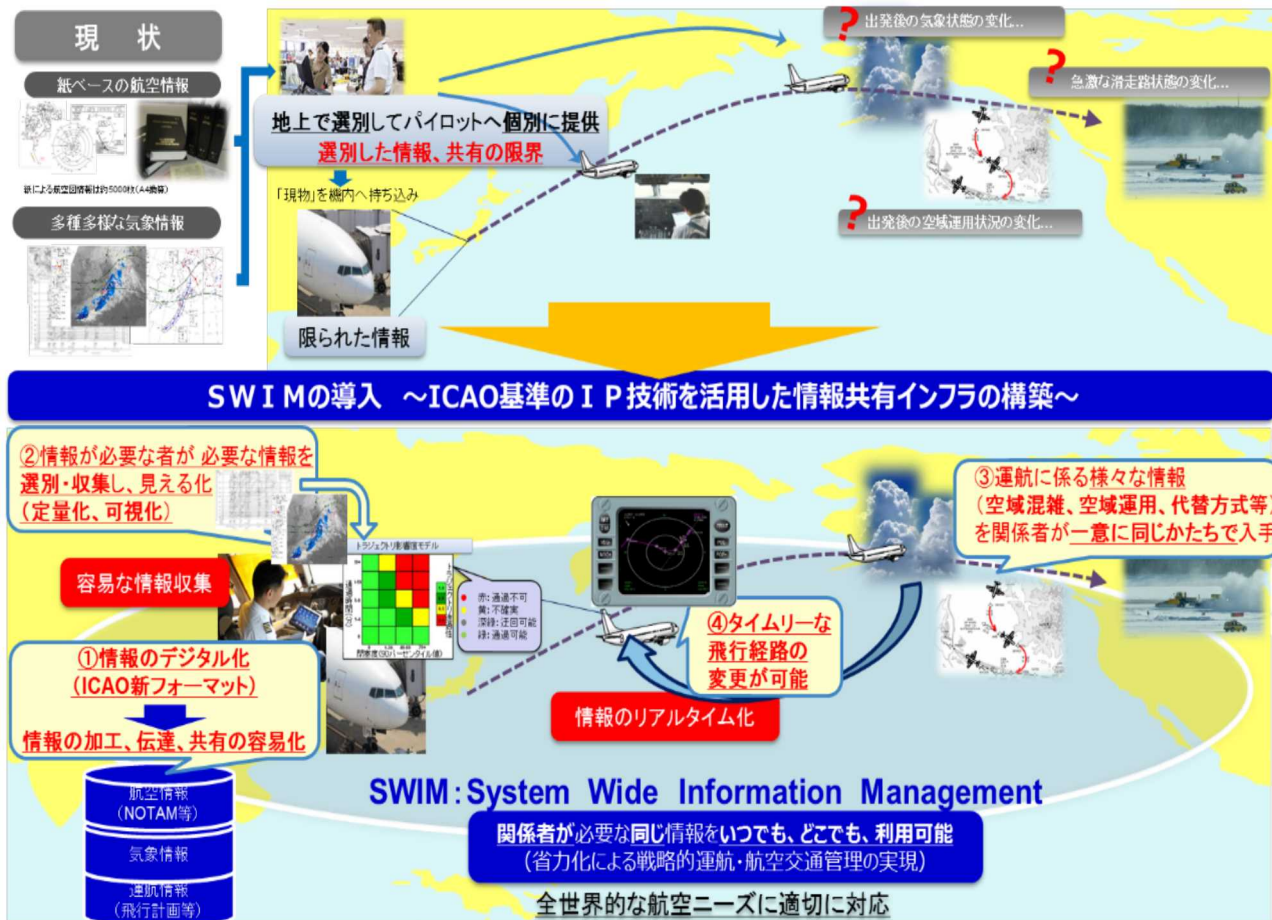 現 状
紙ベースの航空情報
紙による航空図情報は約5000枚(A4換算)
多種多様な気象情報
地上で選別してパイロットへ個別に提供
選別した情報、共有の限界
「現物」を機内へ持ち込み
限られた情報
? 出発後の気象状態の変化…
? 急激な滑走路状態の変化…
? 出発後の空域運用状況の変化…
SWIMの導入 ~ICAO基準のIP技術を活用した情報共有インフラの構築~
②情報が必要な者が 必要な情報を
選別・収集し、見える化
(定量化、可視化)
容易な情報収集
①情報のデジタル化
(ICAO新フォーマット)
情報の加工、伝達、共有の容易化
航空情報
(NOTAM等)
気象情報
運航情報
(飛行計画等)
トラジェクトリ影響度モデル
閉塞度(90パーセンタイル値)
赤:通過不可
黄:不確実
深緑:迂回可能
緑:通過可能
④タイムリーな
飛行経路の
変更が可能
情報のリアルタイム化
③運航に係る様々な情報
(空域混雑、空域運用、代替方式等)
を関係者が一意に同じかたちで入手
SWIM:System Wide Information Management
関係者が必要な同じ情報をいつでも、どこでも、利用可能
(省力化による戦略的運航・航空交通管理の実現)
全世界的な航空ニーズに適切に対応